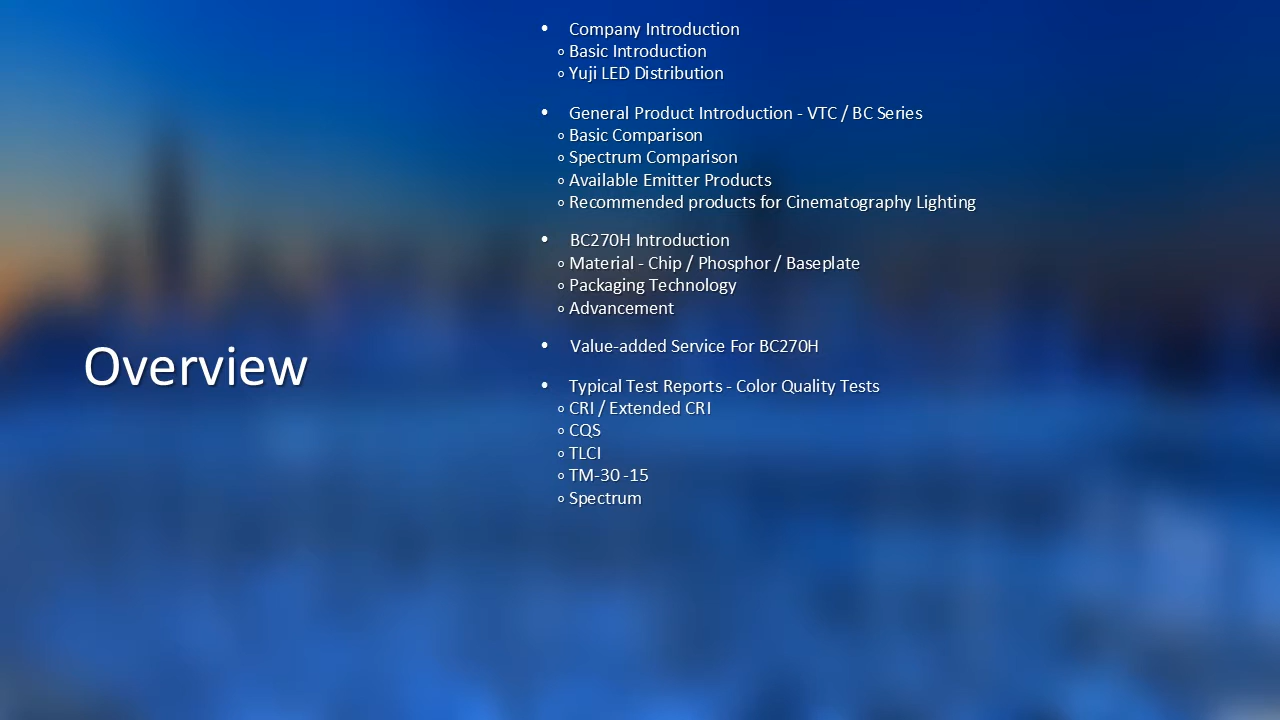 Overview
• Company Introduction
o Basic Introduction
o Yuji LED Distribution
• General Product Introduction - VTC / BC Series
o Basic Comparison
o Spectrum Comparison
o Available Emitter Products
o Recommended products for Cinematography Lighting
• BC270H Introduction
o Material - Chip / Phosphor / Baseplate
o Packaging Technology
o Advancement
• Value-added Service For BC270H
• Typical Test Reports - Color Quality Tests
o CRI / Extended CRI
o CQS
o TLCI
o TM-30 -15
o Spectrum